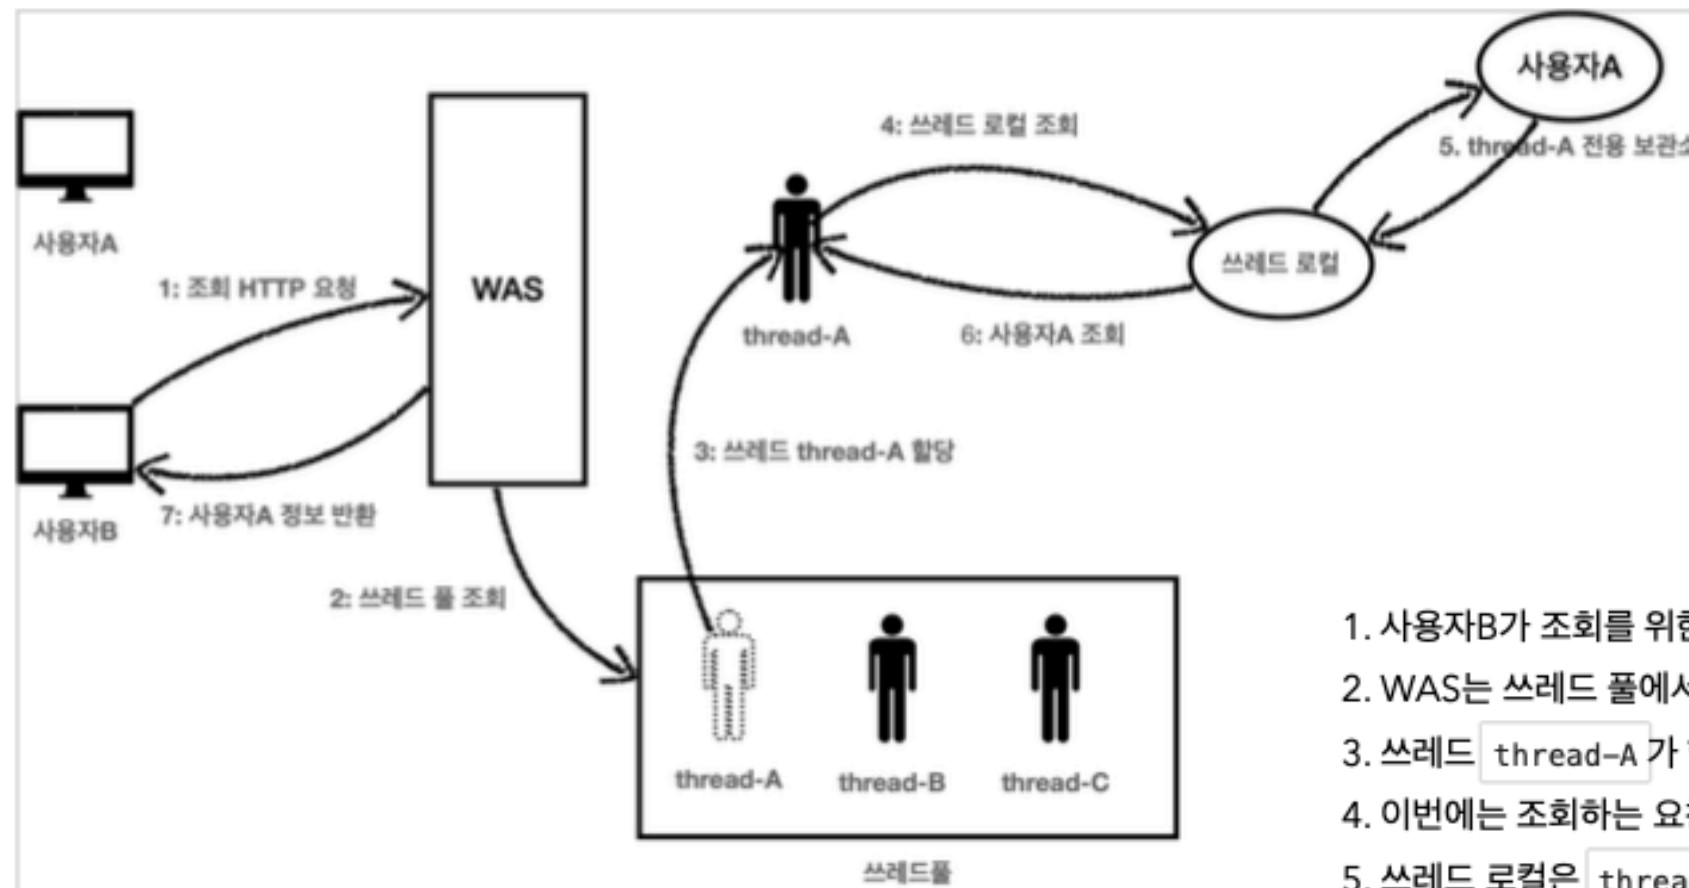 사용자A
4: 쓰레드 로컬 조회
5. thread-A 전용 보관소
사용자A
쓰레드 로컬
1: 조회 HTTP 요청
WAS
thread-A
6: 사용자A 조회
3: 쓰레드 thread-A 할당
7: 사용자A 정보 반환
사용자B
2: 쓰레드 풀 조회
thread-A
thread-B
thread-C
쓰레드풀
1. 사용자B가 조회를 위한
2. WAS는 쓰레드 풀에서
3. 쓰레드 thread-A 가
4. 이번에는 조회하는
5. 쓰레드 로컬은